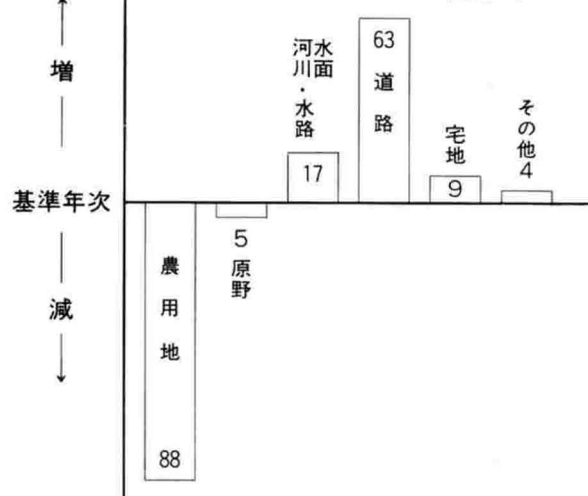 増
基準年次
減
農用地
88
5
原野
水面
河川・水路
17
63
道路
宅地
9
その他
4